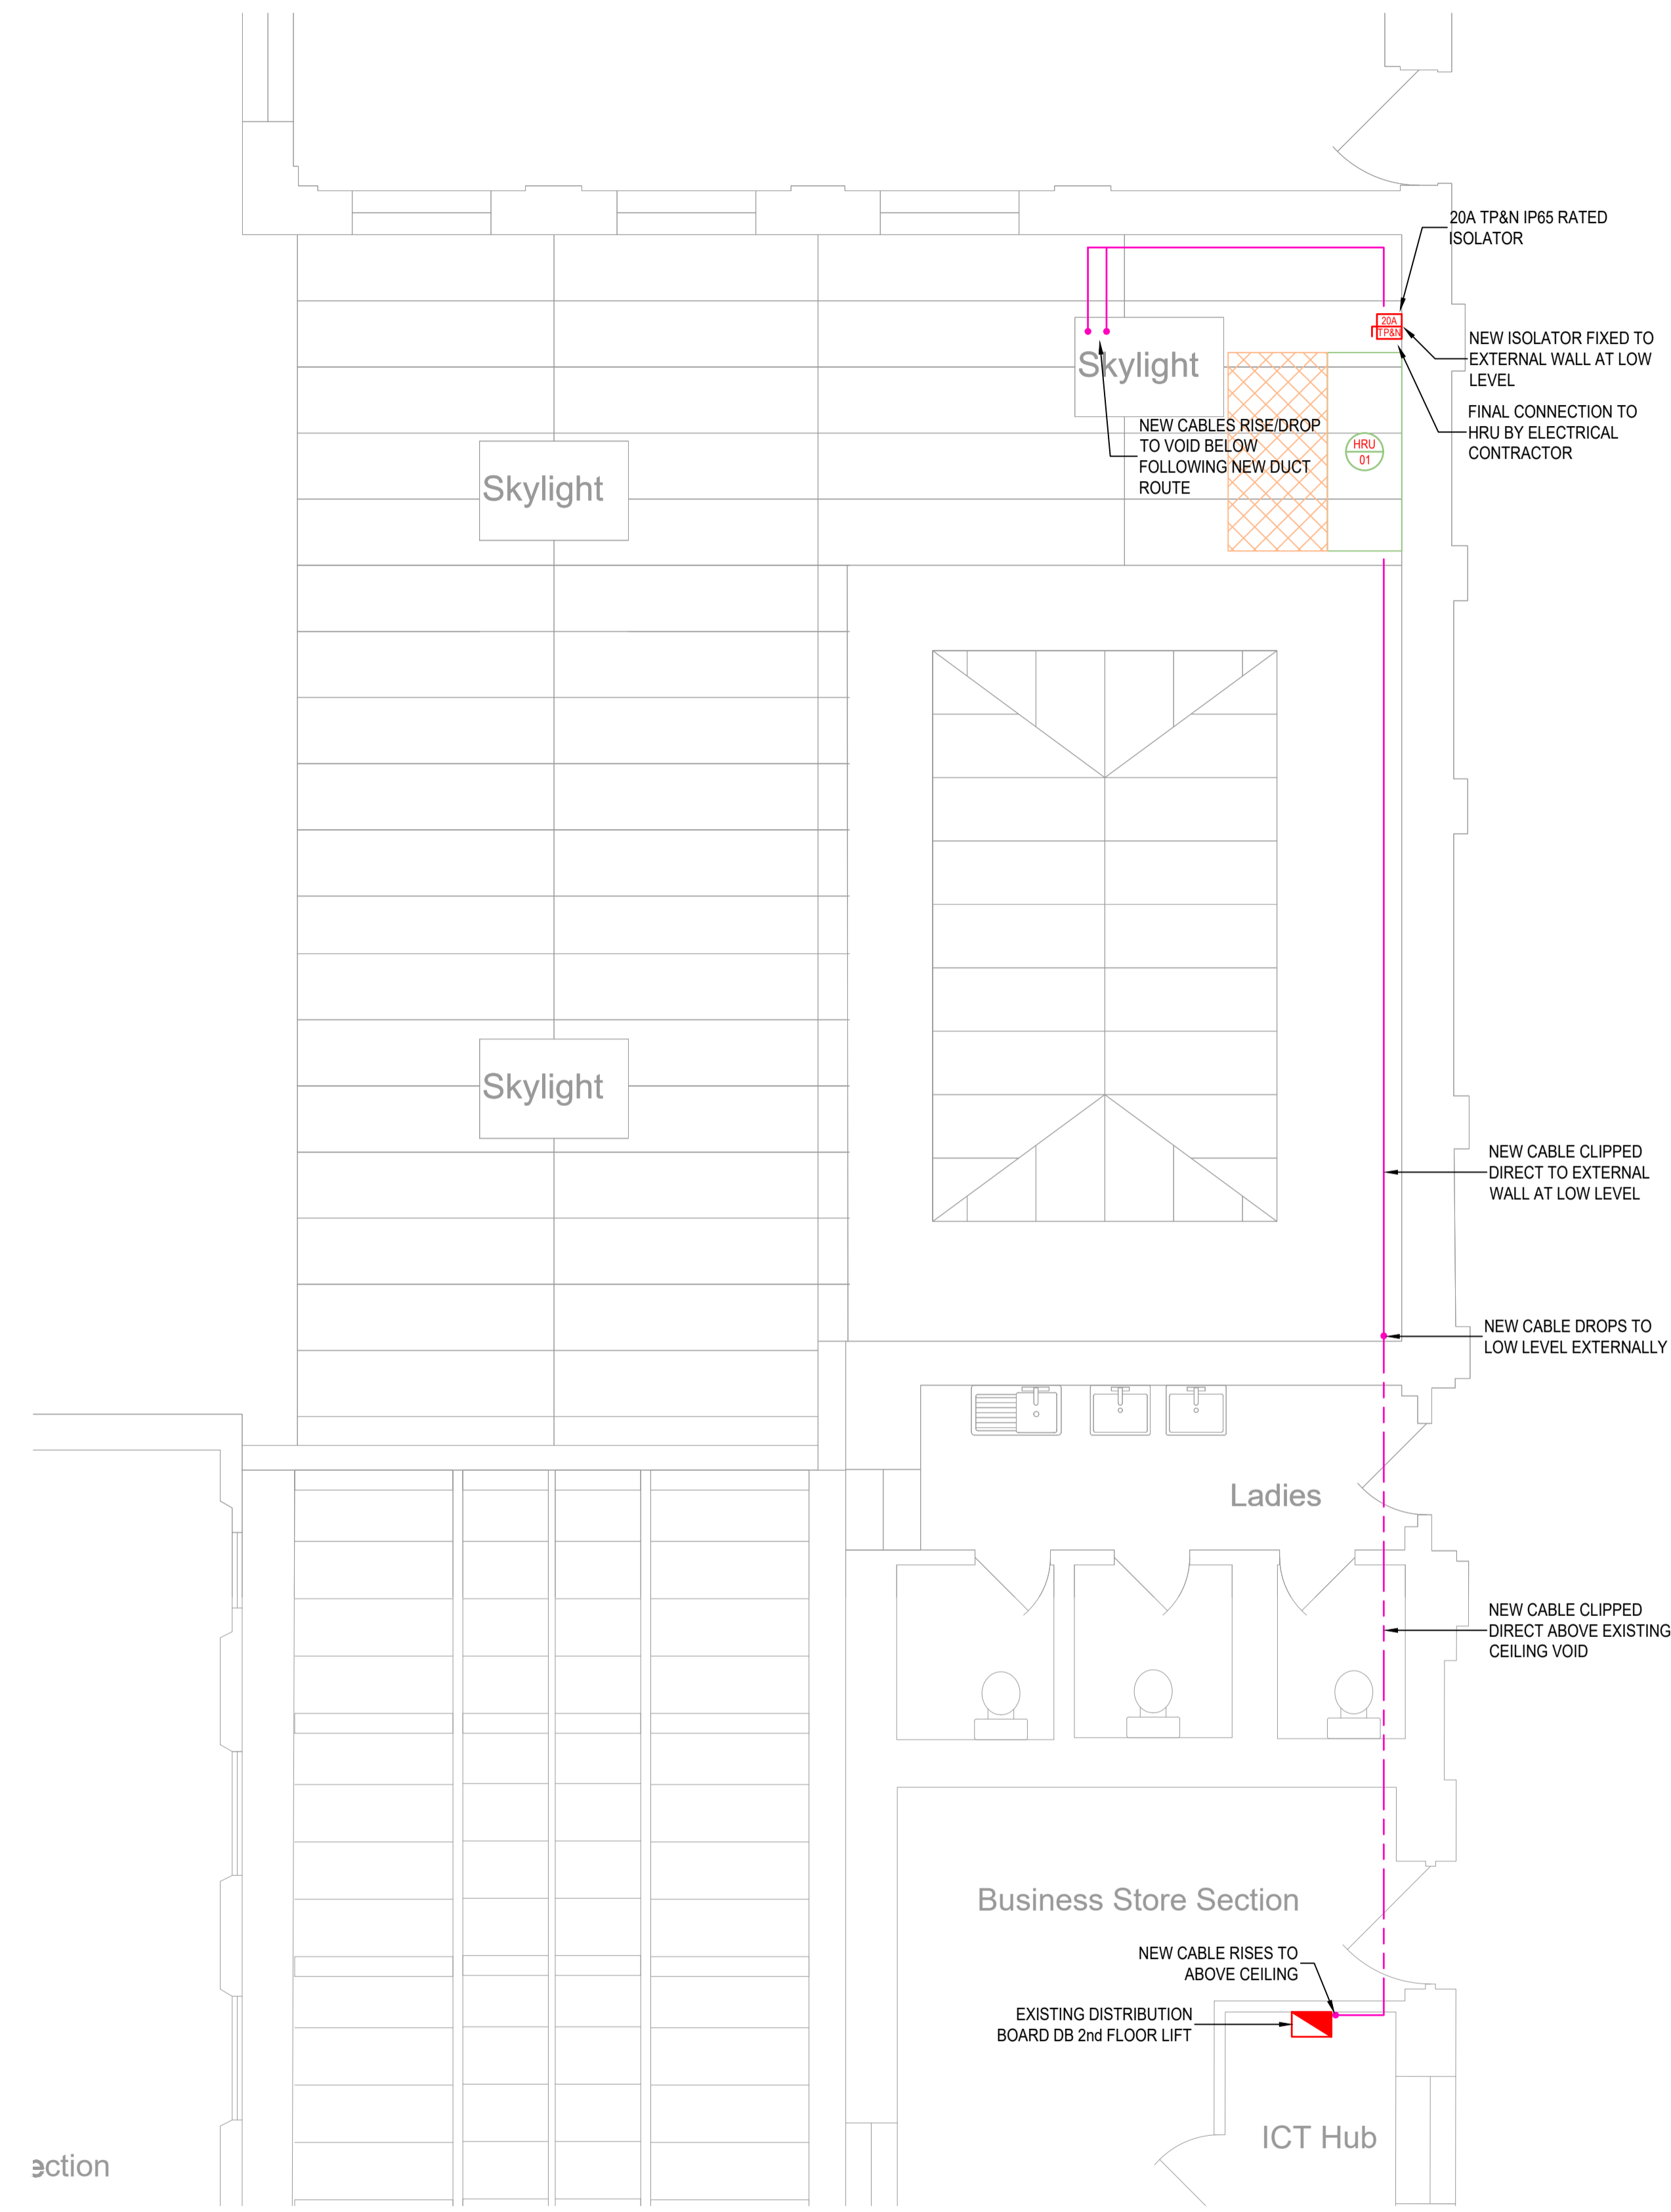 20A TP&N IP65 RATED
ISOLATOR
20A
TP&N
NEW ISOLATOR FIXED TO
EXTERNAL WALL AT LOW
LEVEL
Skylight
FINAL CONNECTION TO
HRU BY ELECTRICAL
CONTRACTOR
NEW CABLES RISE/DROP
TO VOID BELOW
FOLLOWING NEW DUCT
ROUTE
HRU
01
Skylight
Skylight
NEW CABLE CLIPPED
DIRECT TO EXTERNAL
WALL AT LOW LEVEL
NEW CABLE DROPS TO
LOW LEVEL EXTERNALLY
Ladies
NEW CABLE CLIPPED
DIRECT ABOVE EXISTING
CEILING VOID
Business Store Section
NEW CABLE RISES TO
ABOVE CEILING
EXISTING DISTRIBUTION
BOARD DB 2nd FLOOR LIFT
ICT Hub
ection